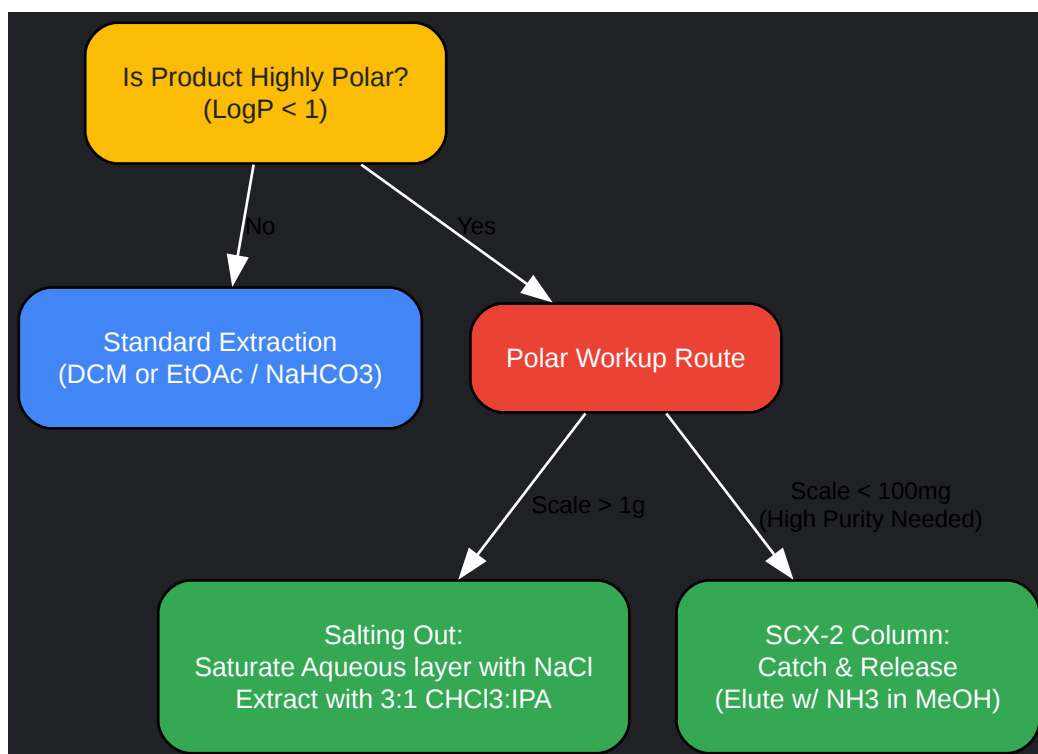 Is Product Highly Polar?
(LogP < 1)
No
Yes
Standard Extraction
(DCM or EtOAc / NaHCO3)
Polar Workup Route
Scale > 1g
Scale < 100mg
(High Purity Needed)
Salting Out:
Saturate Aqueous layer with NaCl
Extract with 3:1 CHCl3:IPA
SCX-2 Column:
Catch & Release
(Elute w/ NH3 in MeOH)